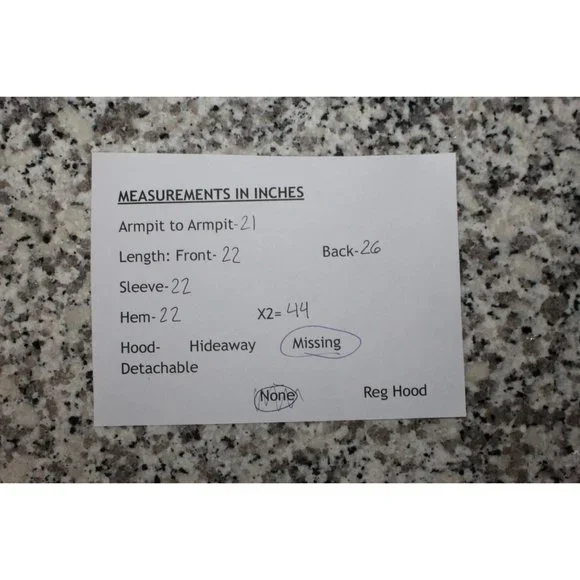 MEASUREMENTS IN INCHES
Armpit to Armpit-21
Length: Front- 22 Back-26
Sleeve-22
Hem-22 X2= 44
Hood- Hideaway Missing
Detachable
None Reg Hood